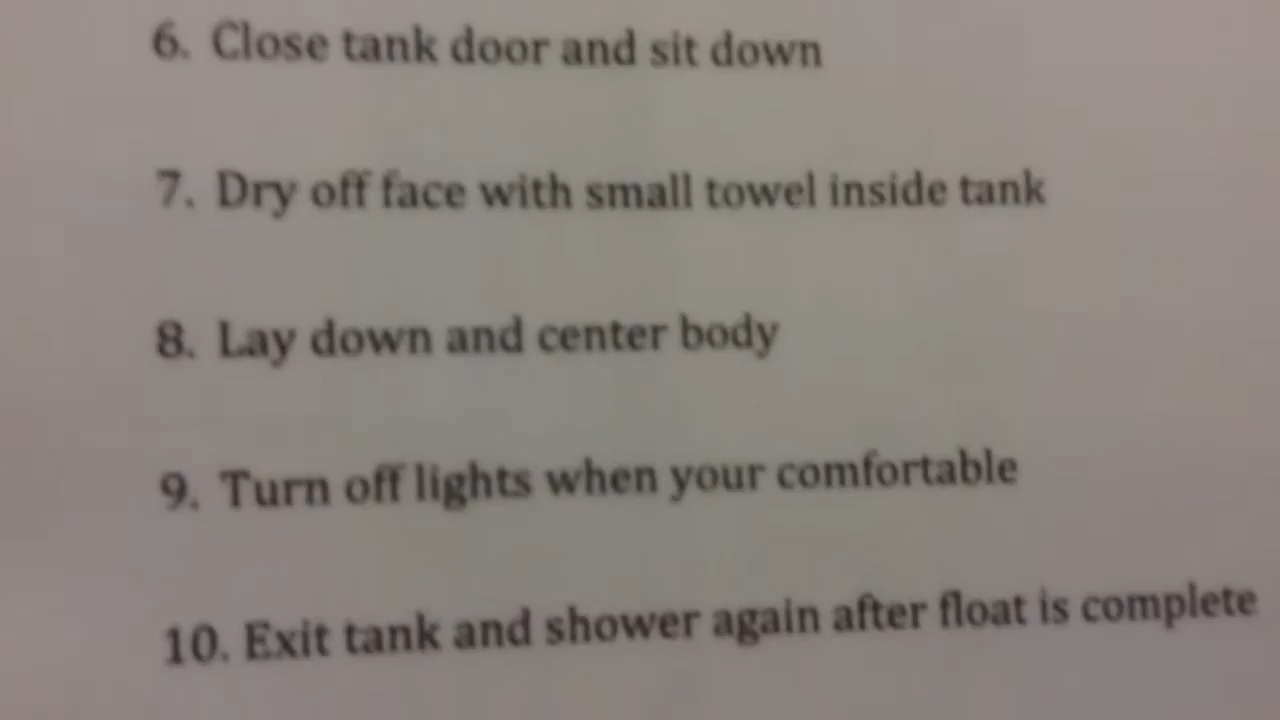 6. Close tank door and sit down
7. Dry off face with small towel inside tank
8. Lay down and center body
9. Turn off lights when your comfortable
10. Exit tank and shower again after float is complete